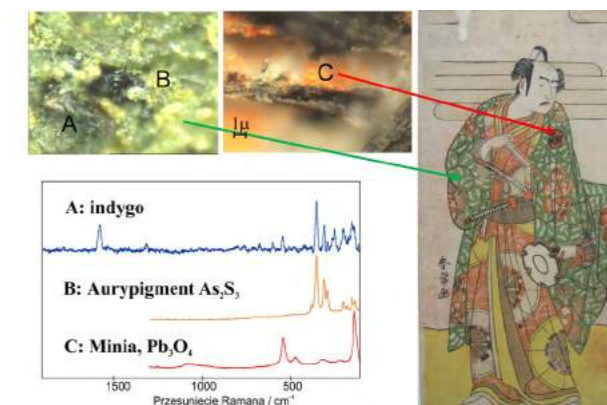 B
A
C
1μ
A: indygo
B: Aurypigment As₂S₃
C: Minia, Pb₃O₄
1500 1000 500
Przesuniecie Ramana / cm⁻¹